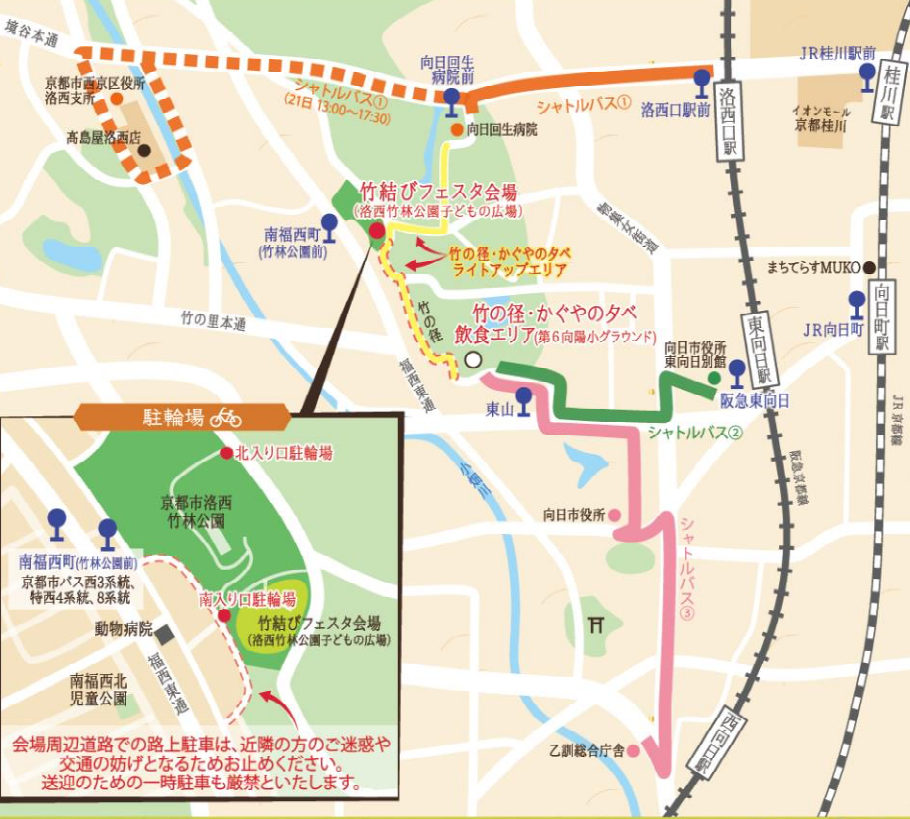 境谷本通
京都市西京区役所
洛西支所
髙島屋洛西店
シャトルバス①
(21日 13:00〜17:30)
向日回生
病院前
向日回生病院
シャトルバス①
洛西口駅前
洛西口駅
JR桂川駅前
桂川駅
イオンモール
京都桂川
竹結びフェスタ会場
(洛西竹林公園子どもの広場)
南福西町
(竹林公園前)
竹の径・かぐやの夕べ
ライトアップエリア
物集女街道
まちてらすMUKO
竹の里本通
竹の径
竹の径・かぐやの夕べ
飲食エリア(第6向陽小グラウンド)
JR向日町
向日町駅
向日市役所
東向日別館
東向日駅
阪急東向日
福西東通
東山
シャトルバス②
JR京都線
阪急京都線
小畑川
向日市役所
シャトルバス③
乙訓総合庁舎
西向日駅
駐輪場
北入り口駐輪場
京都市洛西
竹林公園
南福西町(竹林公園前)
京都市バス西3系統、
特西4系統、8系統
南入り口駐輪場
竹結びフェスタ会場
(洛西竹林公園子どもの広場)
動物病院
福西東通
南福西北
児童公園
会場周辺道路での路上駐車は、近隣の方のご迷惑や
交通の妨げとなるためお止めください。
送迎のための一時駐車も厳禁といたします。